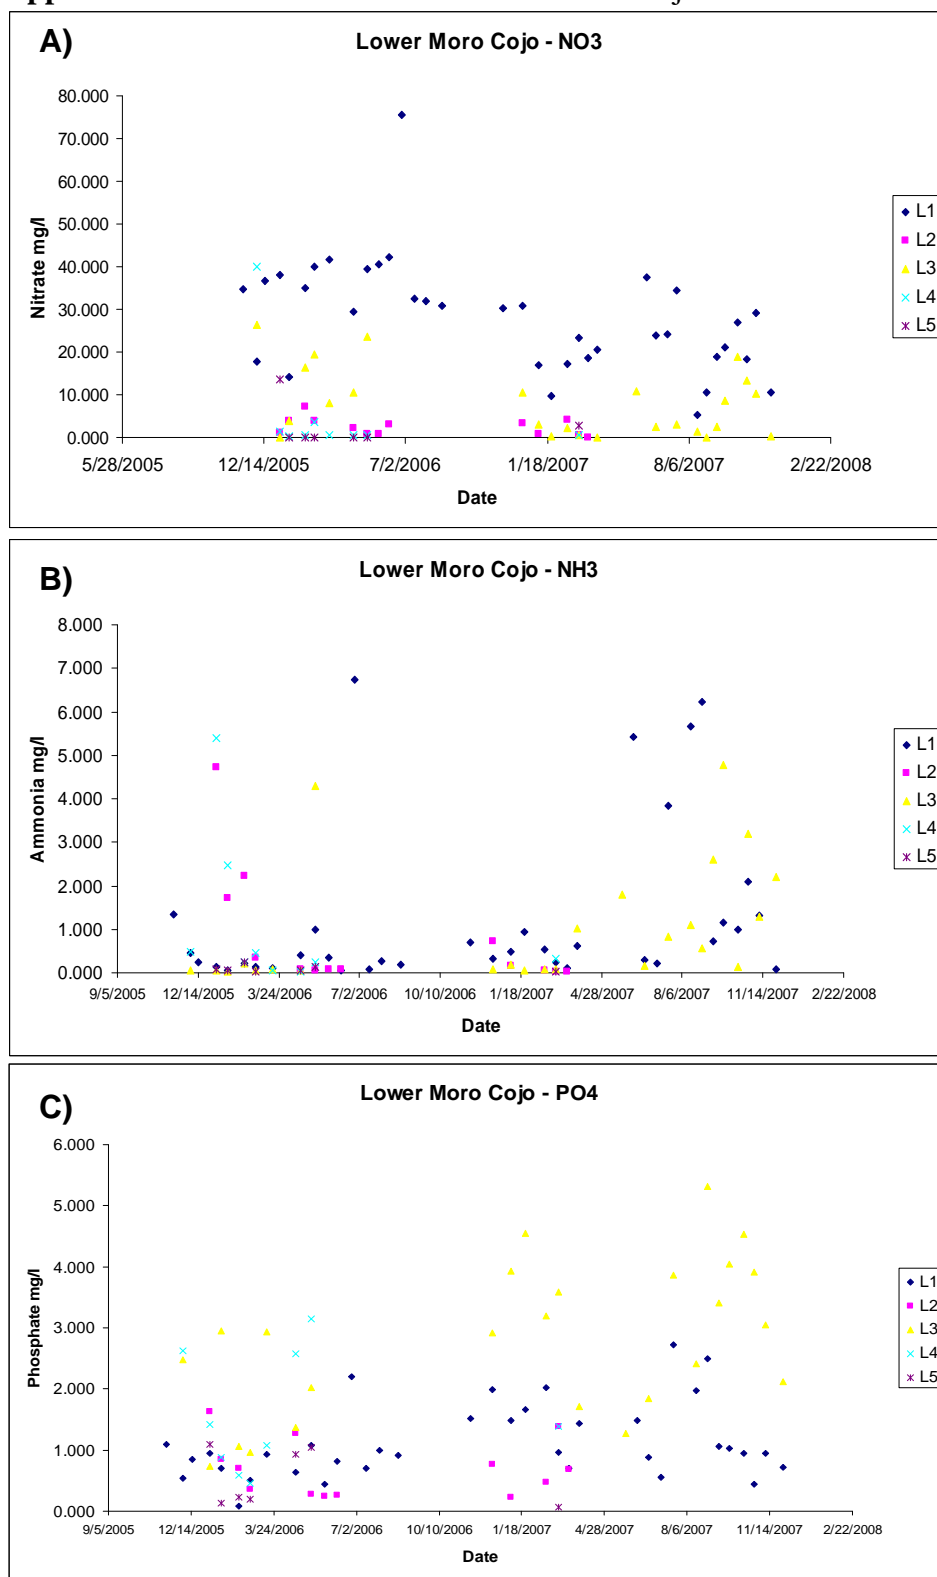 A)
Lower Moro Cojo - NO3
80.000
70.000
60.000
50.000
40.000
30.000
20.000
10.000
0.000
Nitrate mg/l
5/28/2005 12/14/2005 7/2/2006 1/18/2007 8/6/2007 2/22/2008
Date
L1
L2
L3
L4
L5
B)
Lower Moro Cojo - NH3
8.000
7.000
6.000
5.000
4.000
3.000
2.000
1.000
0.000
Ammonia mg/l
9/5/2005 12/14/2005 3/24/2006 7/2/2006 10/10/2006 1/18/2007 4/28/2007 8/6/2007 11/14/2007 2/22/2008
Date
L1
L2
L3
L4
L5
C)
Lower Moro Cojo - PO4
6.000
5.000
4.000
3.000
2.000
1.000
0.000
Phosphate mg/l
9/5/2005 12/14/2005 3/24/2006 7/2/2006 10/10/2006 1/18/2007 4/28/2007 8/6/2007 11/14/2007 2/22/2008
Date
L1
L2
L3
L4
L5